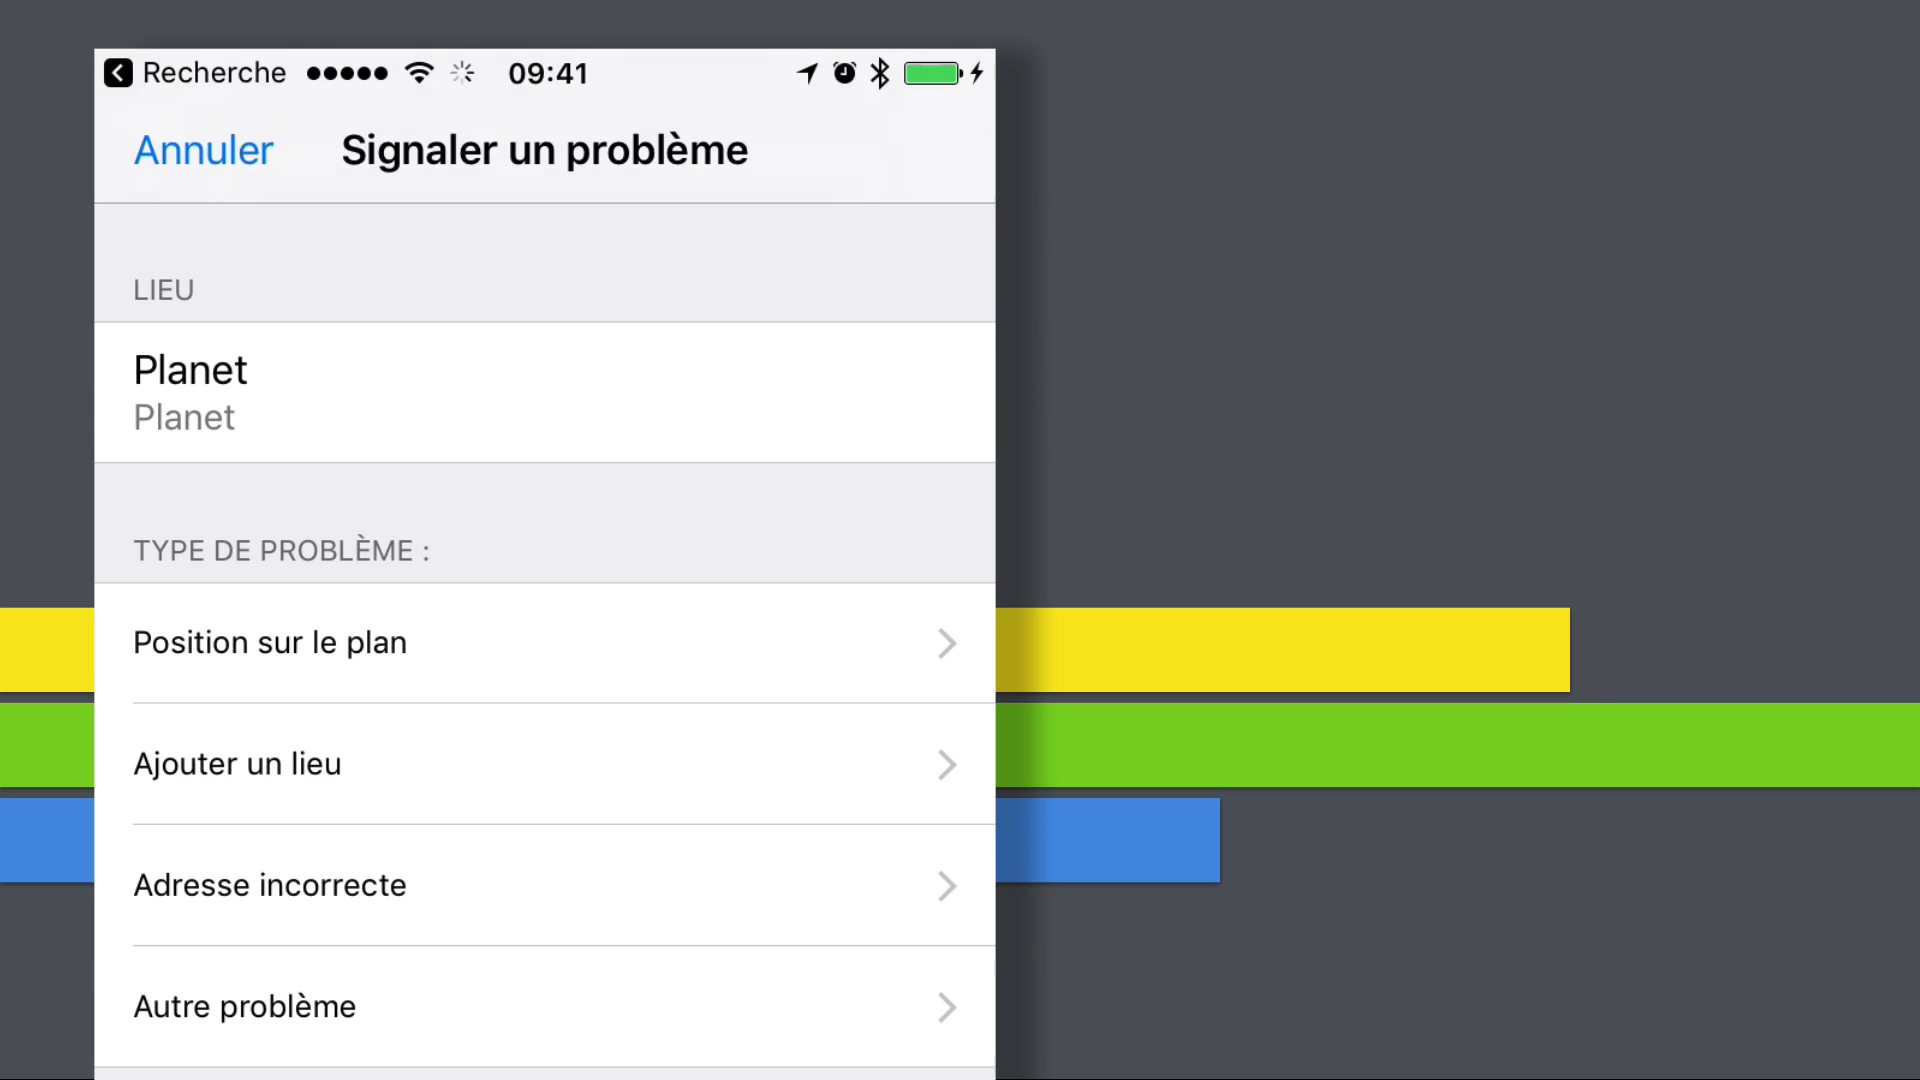 Recherche 09:41
Annuler Signaler un problème
LIEU
Planet
Planet
TYPE DE PROBLÈME :
Position sur le plan
Ajouter un lieu
Adresse incorrecte
Autre problème